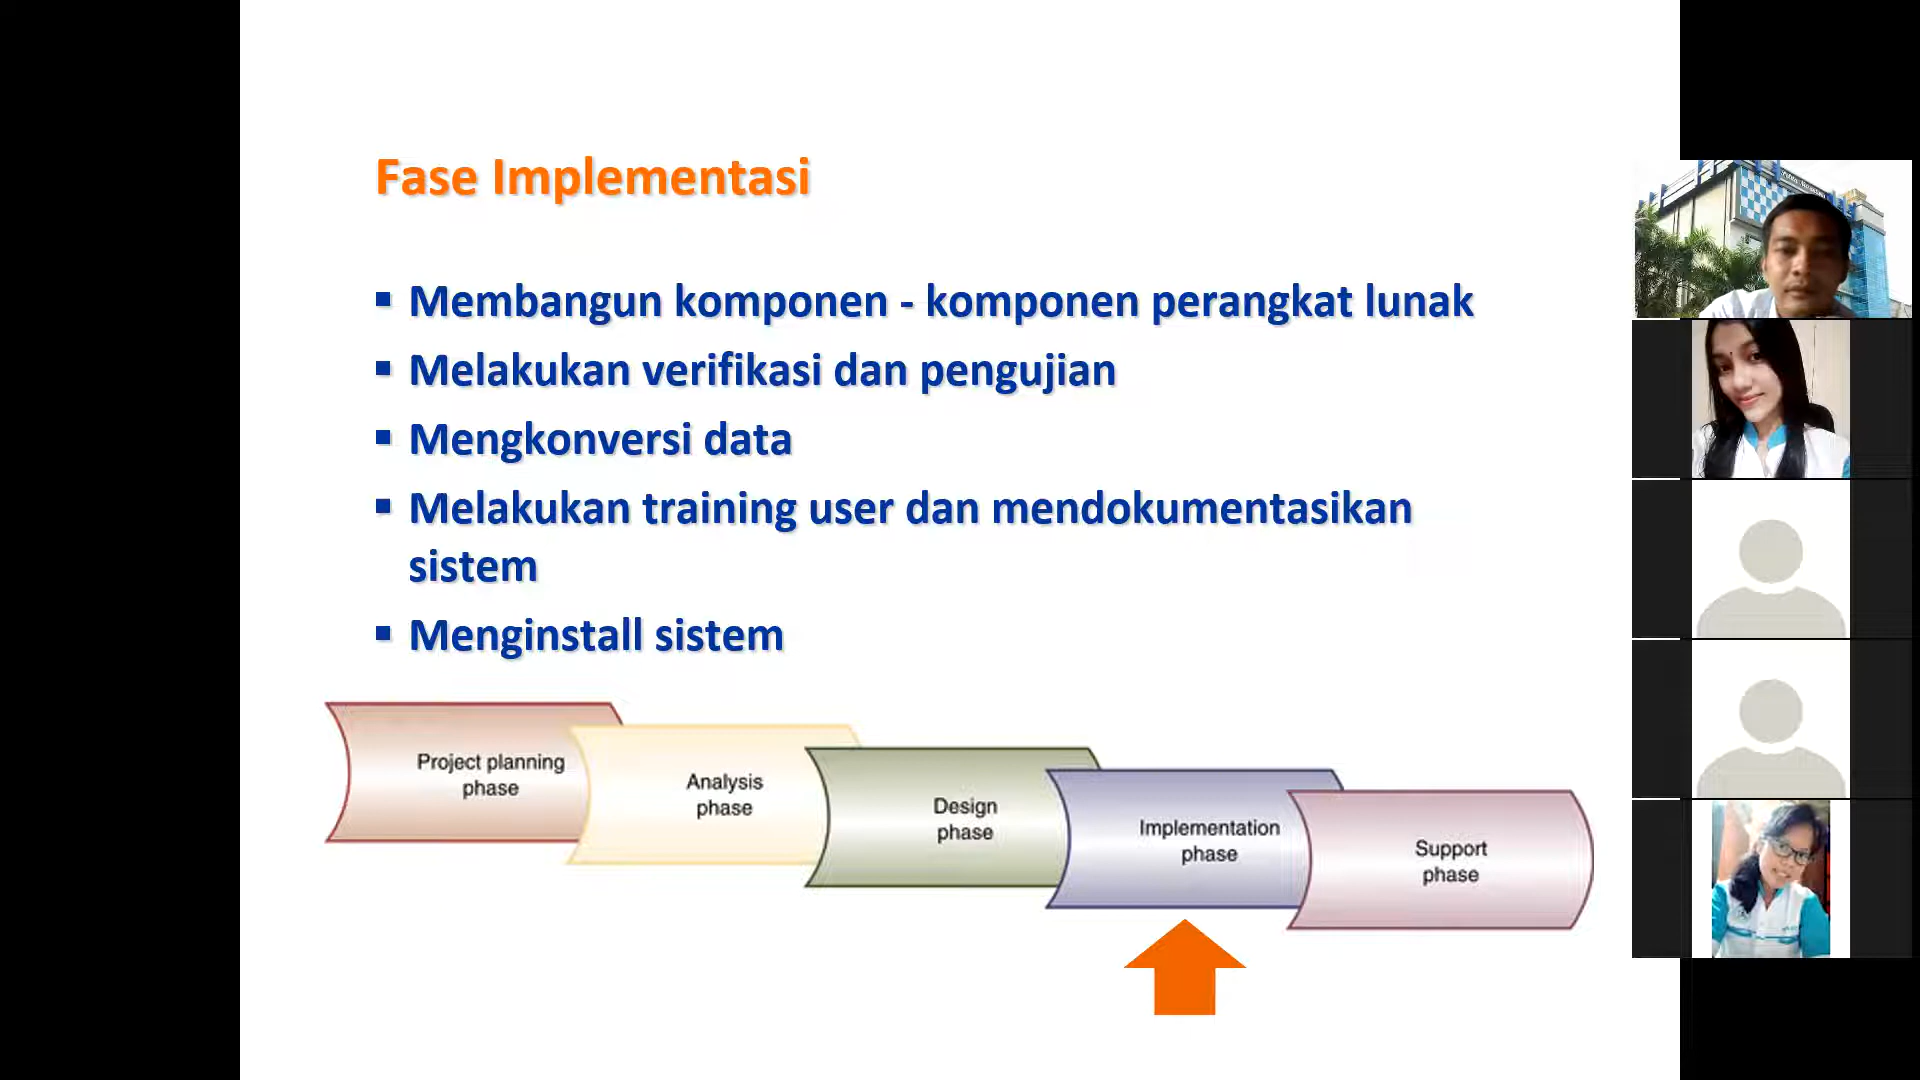 Fase Implementasi
Membangun komponen - komponen perangkat lunak
Melakukan verifikasi dan pengujian
Mengkonversi data
Melakukan training user dan mendokumentasikan
sistem
Menginstall sistem
Project planning
phase
Analysis
phase
Design
phase
Implementation
phase
Support
phase